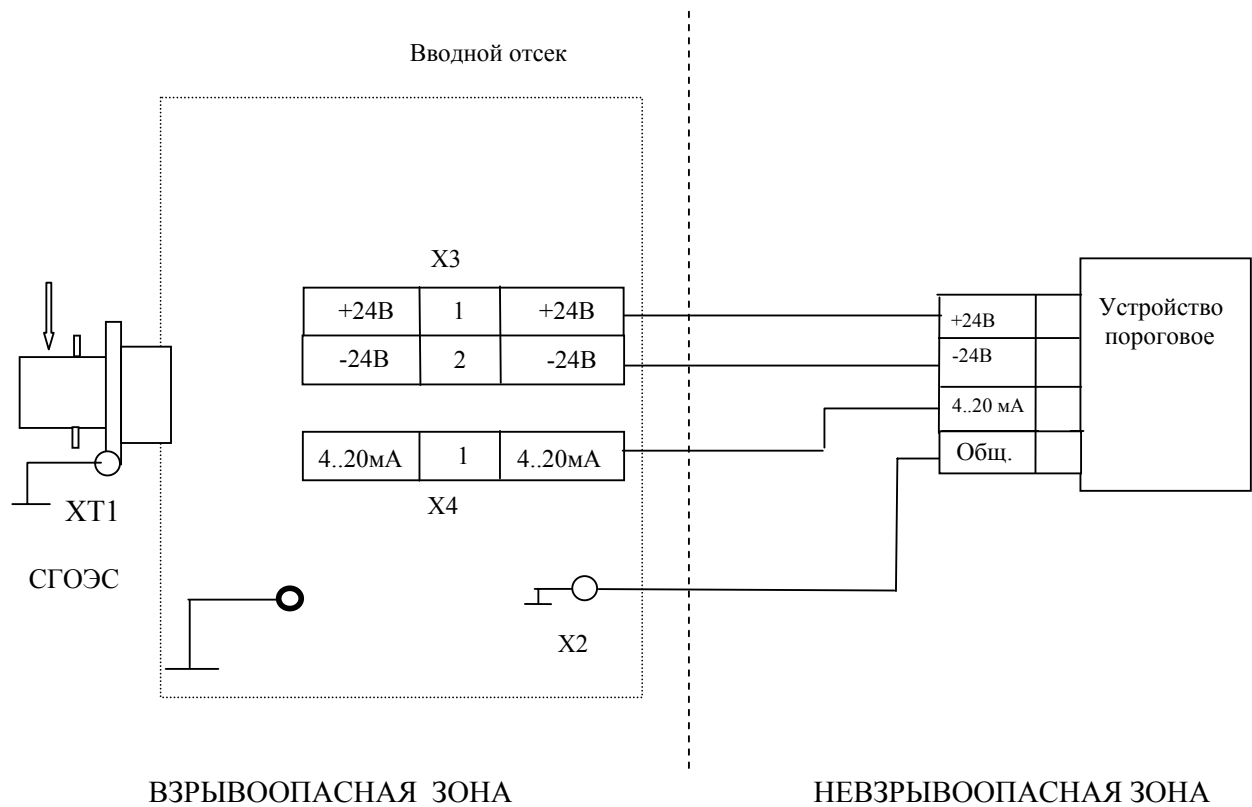 Вводной отсек
X3
+24В 1 +24В
-24В 2 -24В
4..20мА 1 4..20мА
X4
XT1
СГОЭС
X2
+24В
-24В
4..20 мА
Общ.
Устройство
пороговое
ВЗРЫВООПАСНАЯ ЗОНА
НЕВЗРЫВООПАСНАЯ ЗОНА